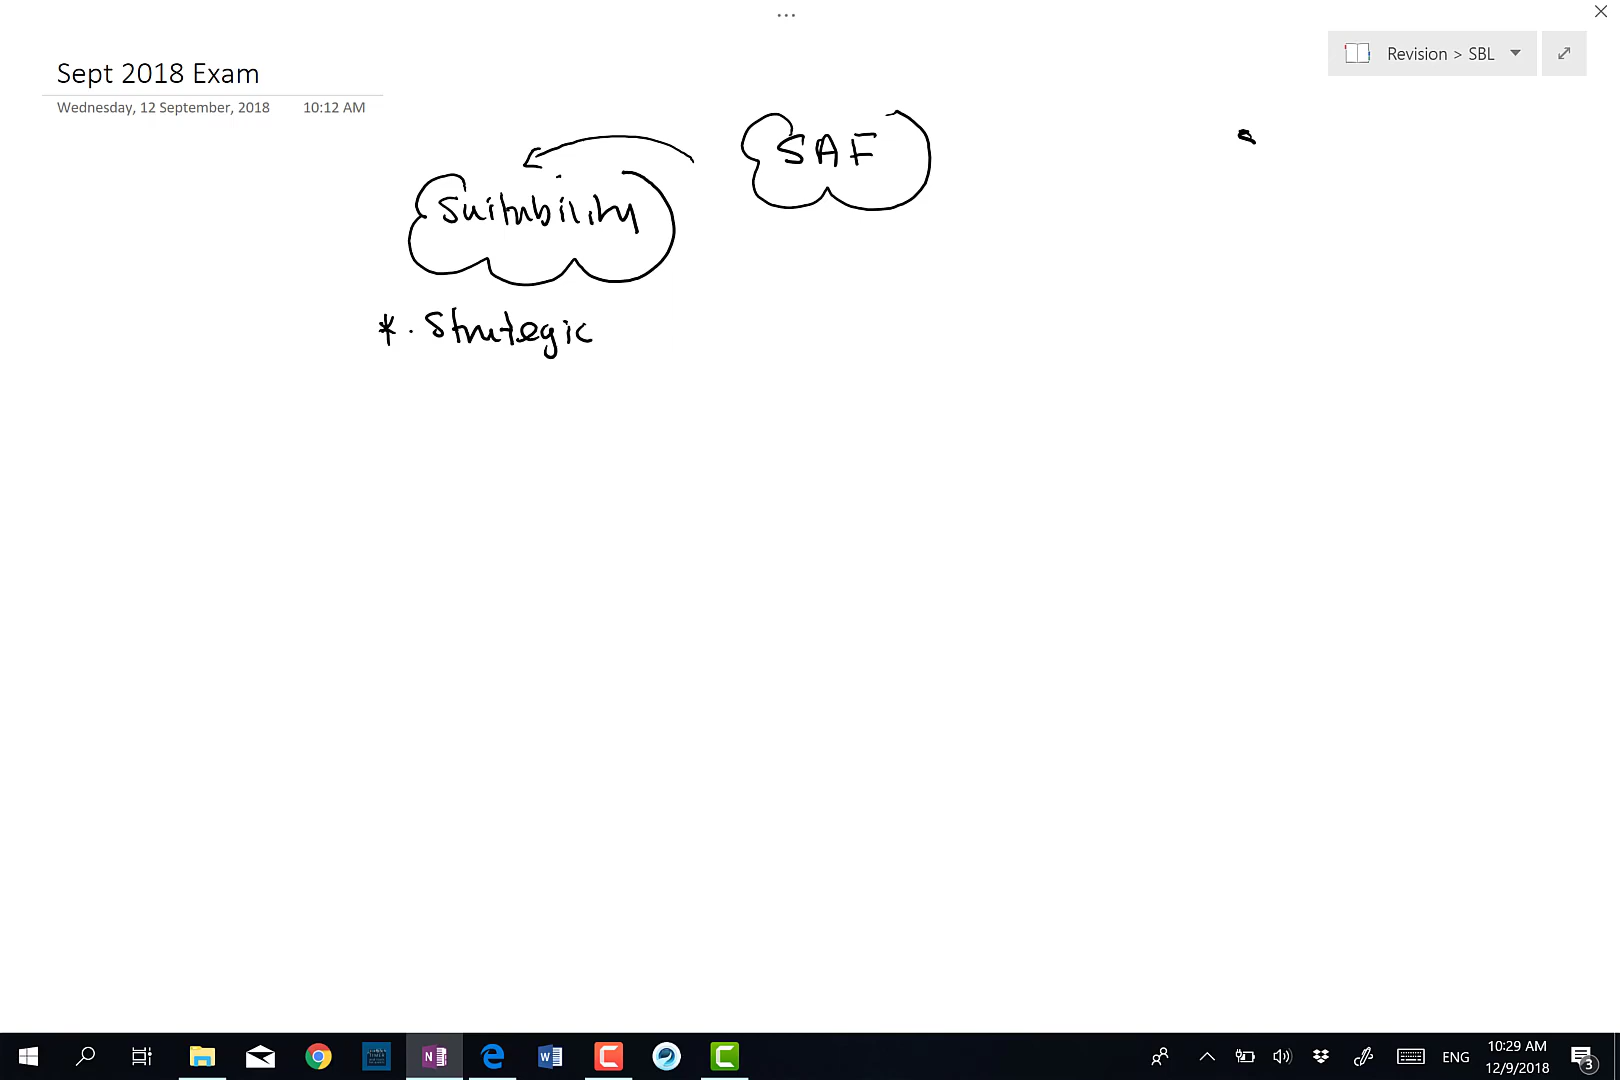 Sept 2018 Exam
Revision > SBL
Wednesday, 12 September, 2018 10:12 AM
SAF
Suitability
*. Strategic
ENG
10:29 AM
12/9/2018
3